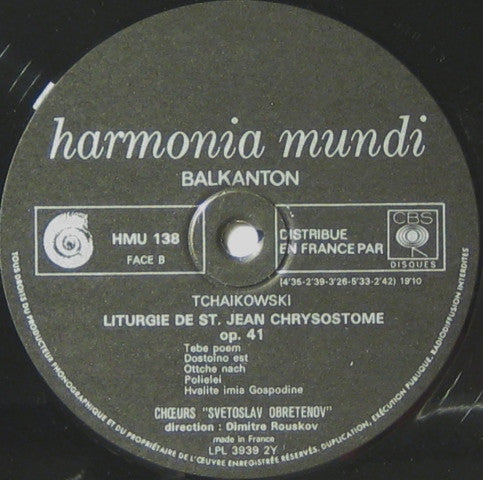 harmonia mundi
BALKANTON
HMU 138
FACE B
DISTRIBUE
EN FRANCE PAR
CBS
DISQUES
(4'35-2'39-3'26-5'33-2'42) 19'10
TCHAIKOWSKI
LITURGIE DE ST. JEAN CHRYSOSTOME
op. 41
Tebe poem
Dostoino est
Ottche nach
Polielei
Hvalite imia Gospodine
CHŒURS "SVETOSLAV OBRETENOV"
direction : Dimitre Rouskov
made in France
LPL 3939 2Y
TOUS DROITS DU PRODUCTEUR PHONOGRAPHIQUE ET DU PROPRIÉTAIRE DE L'ŒUVRE ENREGISTRÉE RÉSERVÉS. DUPLICATION, EXÉCUTION PUBLIQUE, RADIODIFFUSION INTERDITES